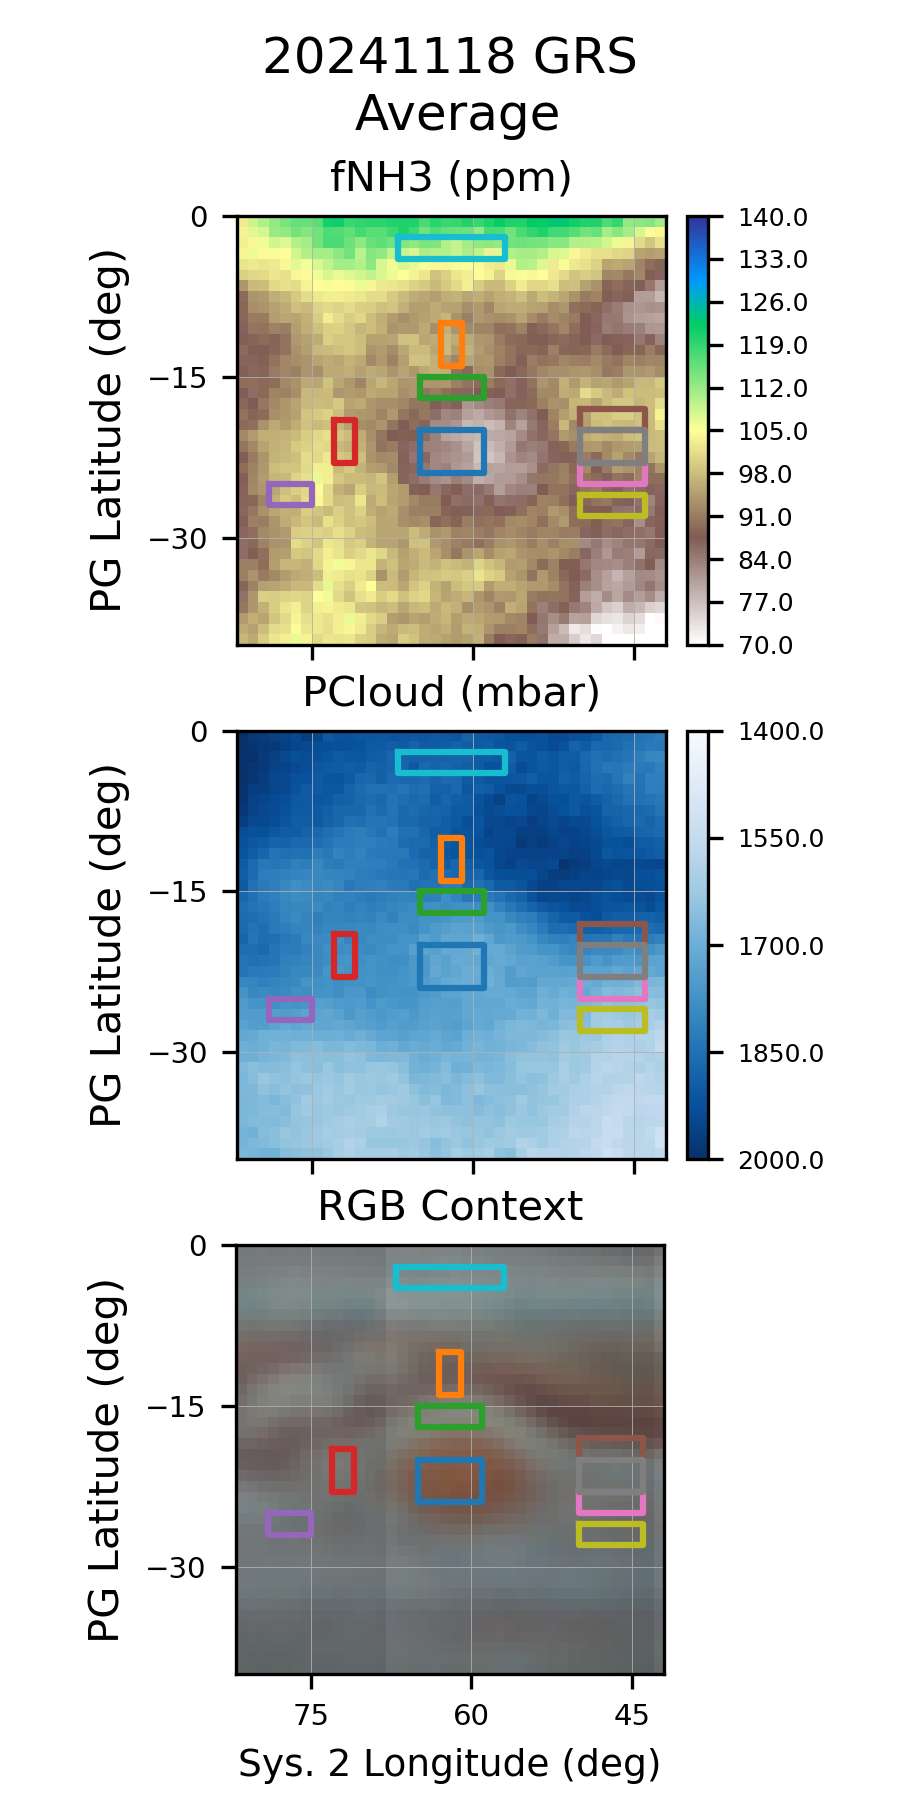 20241118 GRS
Average
fNH3 (ppm)
PG Latitude (deg)
0
−15
−30
140.0
133.0
126.0
119.0
112.0
105.0
98.0
91.0
84.0
77.0
70.0
PCloud (mbar)
PG Latitude (deg)
0
−15
−30
1400.0
1550.0
1700.0
1850.0
2000.0
RGB Context
PG Latitude (deg)
0
−15
−30
75 60 45
Sys. 2 Longitude (deg)